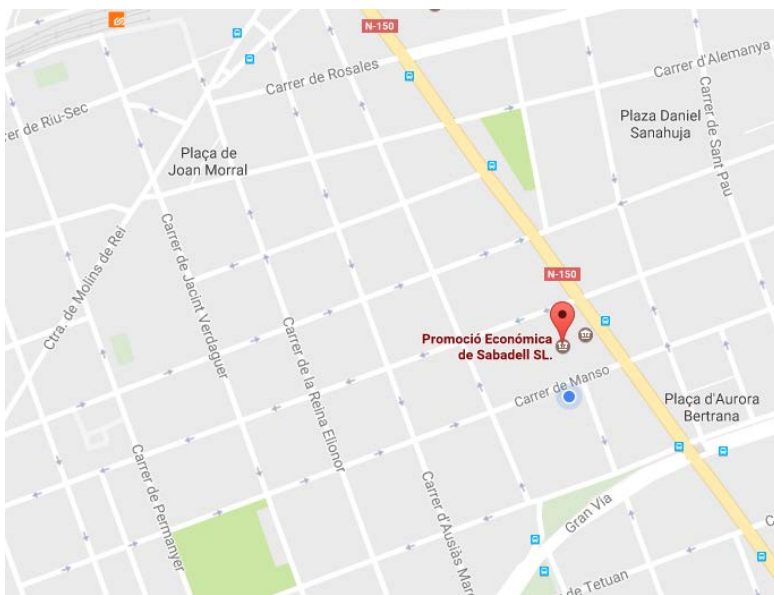 N-150
Carrer de Rosales
Carrer d'Alemanya
rer de Riu-Sec
Plaza Daniel
Sanahuja
Carrer de Sant Pau
Plaça de
Joan Morral
Ctra. de Molins de Rei
Carrer de Jacint Verdaguer
N-150
Carrer de la Reina Elionor
Promoció Económica
de Sabadell SL.
Carrer de Manso
Plaça d'Aurora
Bertrana
Carrer de Permanyer
Carrer d'Ausiàs Marc
Gran Via
de Tetuan